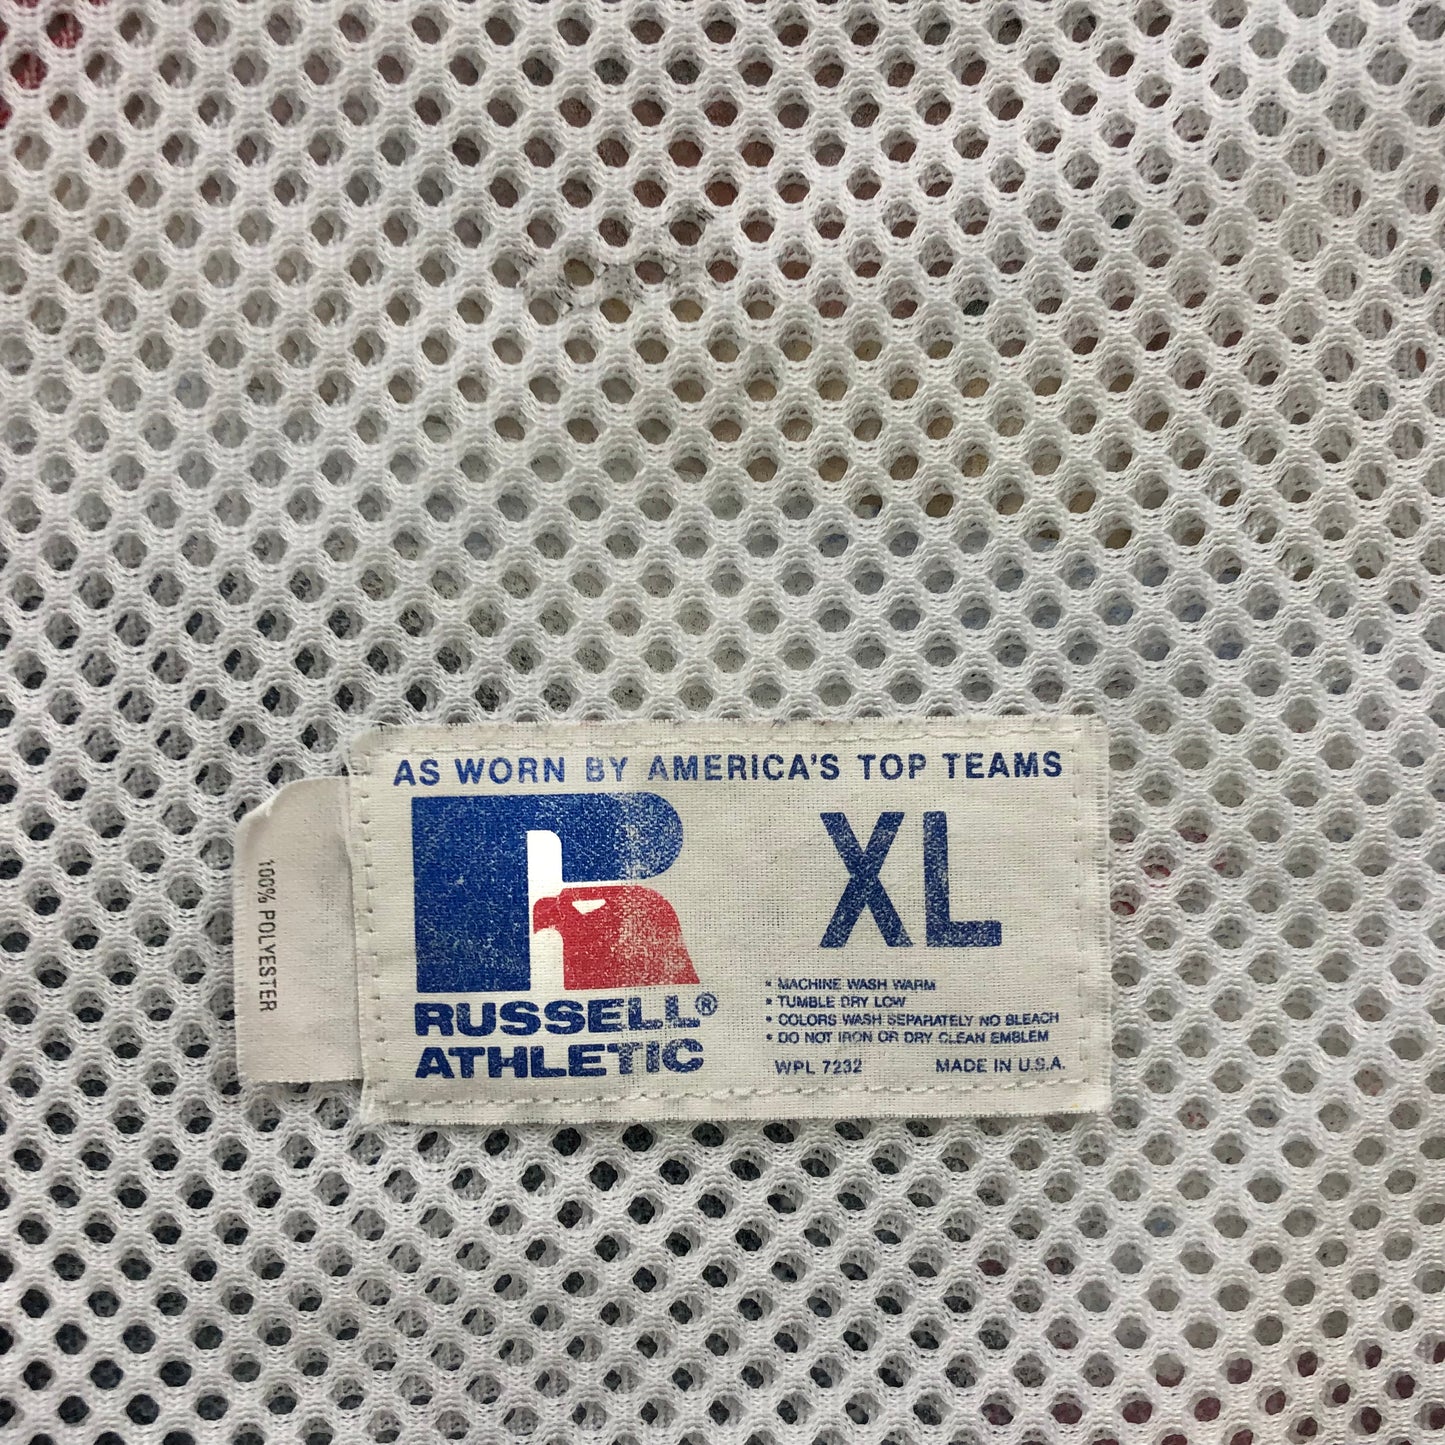 AS WORN BY AMERICA'S TOP TEAMS
R
RUSSELL®
ATHLETIC
XL
• MACHINE WASH WARM
• TUMBLE DRY LOW
• COLORS WASH SEPARATELY NO BLEACH
• DO NOT IRON OR DRY CLEAN EMBLEM
WPL 7232 MADE IN U.S.A.
100% POLYESTER